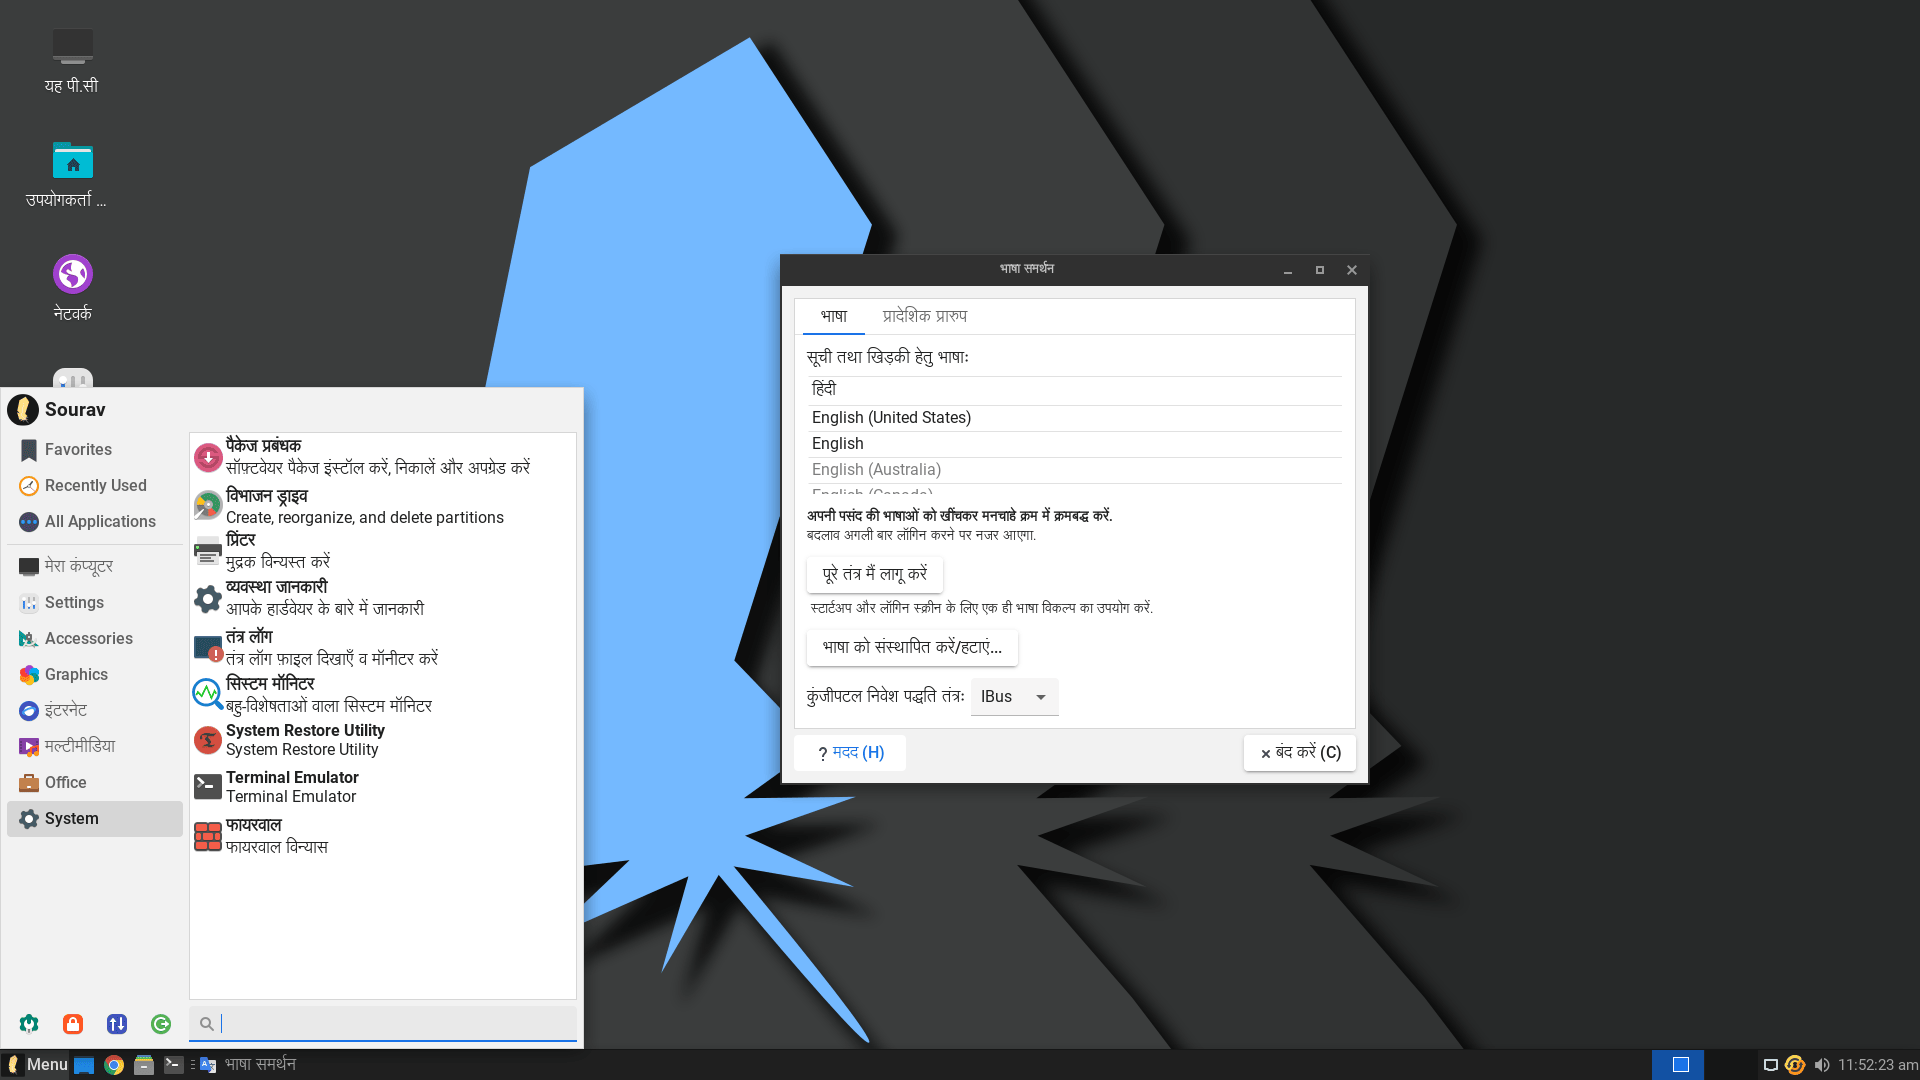 यह पी.सी
उपयोगकर्ता ...
नेटवर्क
Sourav
Favorites
Recently Used
All Applications
मेरा कंप्यूटर
Settings
Accessories
Graphics
इंटरनेट
मल्टीमीडिया
Office
System
पैकेज प्रबंधक
सॉफ़्टवेयर पैकेज इंस्टॉल करें, निकालें और अपग्रेड करें
विभाजन ड्राइव
Create, reorganize, and delete partitions
प्रिंटर
मुद्रक विन्यस्त करें
व्यवस्था जानकारी
आपके हार्डवेयर के बारे में जानकारी
तंत्र लॉग
तंत्र लॉग फ़ाइल दिखाएँ व मॉनीटर करें
सिस्टम मॉनिटर
बहु-विशेषताओं वाला सिस्टम मॉनिटर
System Restore Utility
System Restore Utility
Terminal Emulator
Terminal Emulator
फायरवाल
फायरवाल विन्यास
भाषा समर्थन
भाषा प्रादेशिक प्रारुप
सूची तथा खिड़की हेतु भाषाः
हिंदी
English (United States)
English
English (Australia)
English (Canada)
अपनी पसंद की भाषाओं को खींचकर मनचाहे क्रम में क्रमबद्ध करें.
बदलाव अगली बार लॉगिन करने पर नजर आएगा.
पूरे तंत्र मैं लागू करें
स्टार्टअप और लॉगिन स्क्रीन के लिए एक ही भाषा विकल्प का उपयोग करें.
भाषा को संस्थापित करें/हटाएं...
कुंजीपटल निवेश पद्धति तंत्रः IBus
? मदद (H)
× बंद करें (C)
Menu
भाषा समर्थन
11:52:23 am